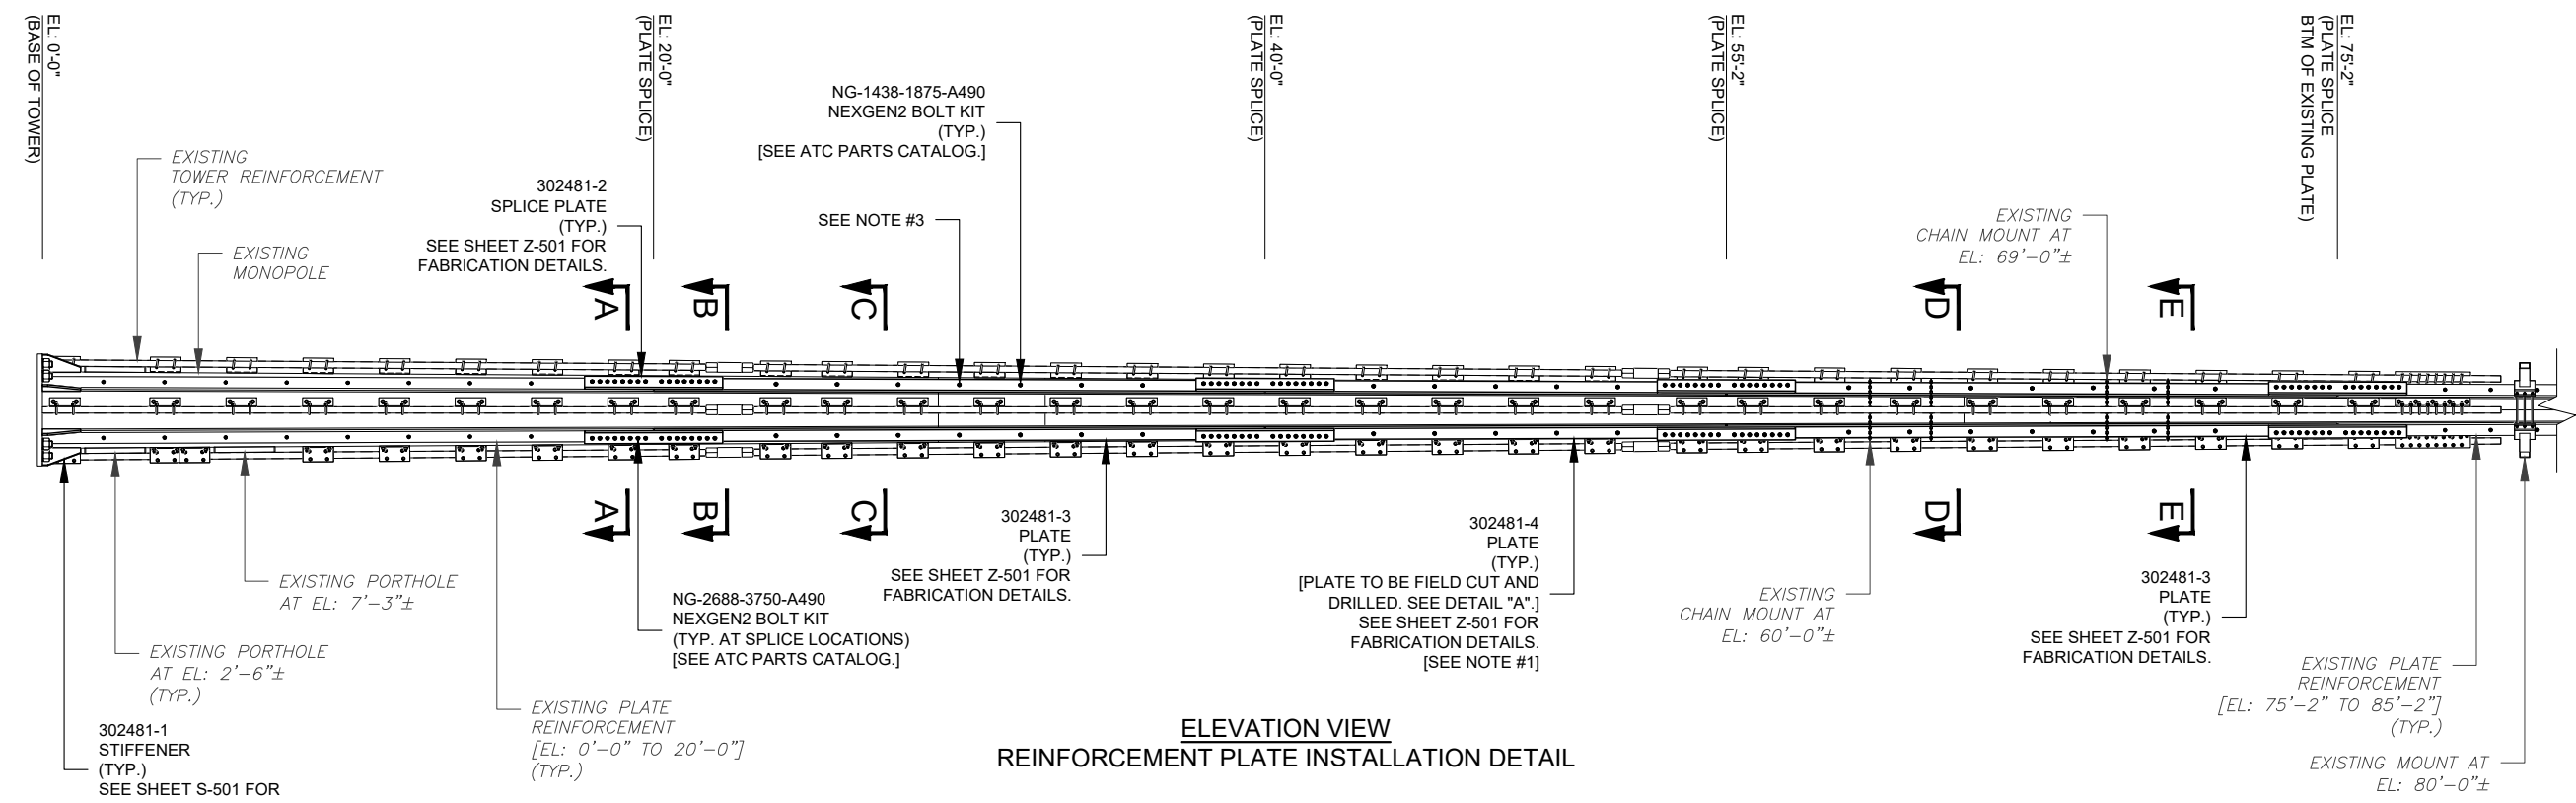 EL: 0'-0"
(BASE OF TOWER)
EL: 20'-0"
(PLATE SPLICE)
EL: 40'-0"
(PLATE SPLICE)
EL: 55'-2"
(PLATE SPLICE)
EL: 75'-2"
(PLATE SPLICE
BTM OF EXISTING PLATE)
EXISTING
TOWER REINFORCEMENT
(TYP.)
EXISTING
MONOPOLE
302481-2
SPLICE PLATE
(TYP.)
SEE SHEET Z-501 FOR
FABRICATION DETAILS.
NG-1438-1875-A490
NEXGEN2 BOLT KIT
(TYP.)
[SEE ATC PARTS CATALOG.]
SEE NOTE #3
EXISTING
CHAIN MOUNT AT
EL: 69'-0"±
A
B
C
D
E
A
B
C
D
E
302481-1
STIFFENER
(TYP.)
SEE SHEET S-501 FOR
EXISTING PORTHOLE
AT EL: 2'-6"±
(TYP.)
EXISTING PORTHOLE
AT EL: 7'-3"±
EXISTING PLATE
REINFORCEMENT
[EL: 0'-0" TO 20'-0"]
(TYP.)
NG-2688-3750-A490
NEXGEN2 BOLT KIT
(TYP. AT SPLICE LOCATIONS)
[SEE ATC PARTS CATALOG.]
302481-3
PLATE
(TYP.)
SEE SHEET Z-501 FOR
FABRICATION DETAILS.
302481-4
PLATE
(TYP.)
[PLATE TO BE FIELD CUT AND
DRILLED. SEE DETAIL "A".]
SEE SHEET Z-501 FOR
FABRICATION DETAILS.
[SEE NOTE #1]
EXISTING
CHAIN MOUNT AT
EL: 60'-0"±
302481-3
PLATE
(TYP.)
SEE SHEET Z-501 FOR
FABRICATION DETAILS.
EXISTING PLATE
REINFORCEMENT
[EL: 75'-2" TO 85'-2"]
(TYP.)
EXISTING MOUNT AT
EL: 80'-0"±
ELEVATION VIEW
REINFORCEMENT PLATE INSTALLATION DETAIL